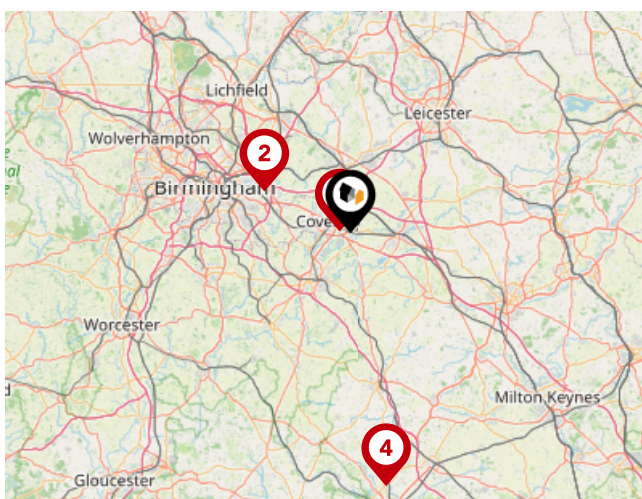 Lichfield
Leicester
Wolverhampton
2
Birmingham
Cove
Worcester
Milton Keynes
4
Gloucester